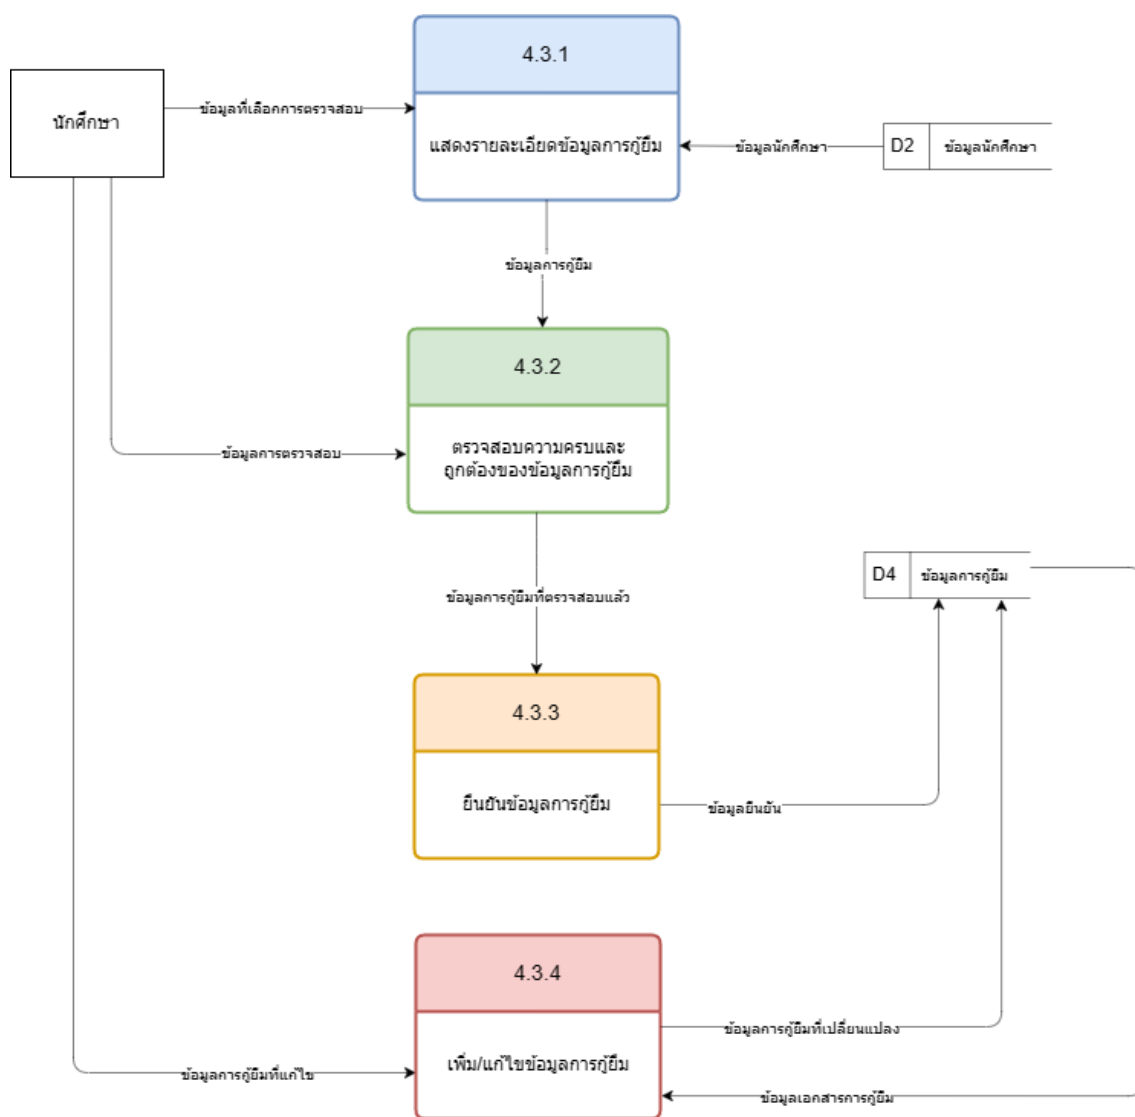 4.3.1
นักศึกษา
ข้อมูลที่เลือกการตรวจสอบ
แสดงรายละเอียดข้อมูลการกู้ยืม
ข้อมูลนักศึกษา
D2
ข้อมูลนักศึกษา
ข้อมูลการกู้ยืม
4.3.2
ตรวจสอบความครบและ
ถูกต้องของข้อมูลการกู้ยืม
ข้อมูลการตรวจสอบ
D4
ข้อมูลการกู้ยืม
ข้อมูลการกู้ยืมที่ตรวจสอบแล้ว
4.3.3
ยืนยันข้อมูลการกู้ยืม
ข้อมูลยืนยัน
4.3.4
ข้อมูลการกู้ยืมที่เปลี่ยนแปลง
เพิ่ม/แก้ไขข้อมูลการกู้ยืม
ข้อมูลการกู้ยืมที่แก้ไข
ข้อมูลเอกสารการกู้ยืม